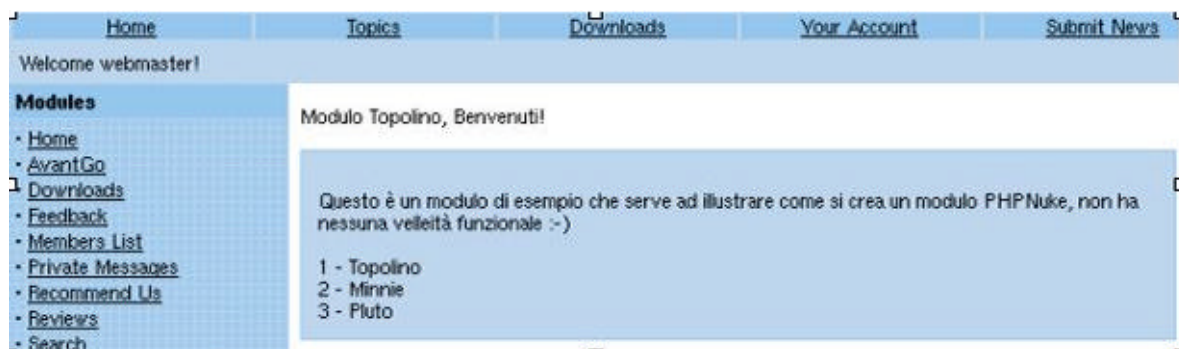 Home Topics Downloads Your Account Submit News
Welcome webmaster!
Modules
· Home
· AvantGo
· Downloads
· Feedback
· Members List
· Private Messages
· Recommend Us
· Reviews
· Search
Modulo Topolino, Benvenuti!
Questo è un modulo di esempio che serve ad illustrare come si crea un modulo PHPNuke, non ha
nessuna velleità funzionale :-)
1 - Topolino
2 - Minnie
3 - Pluto